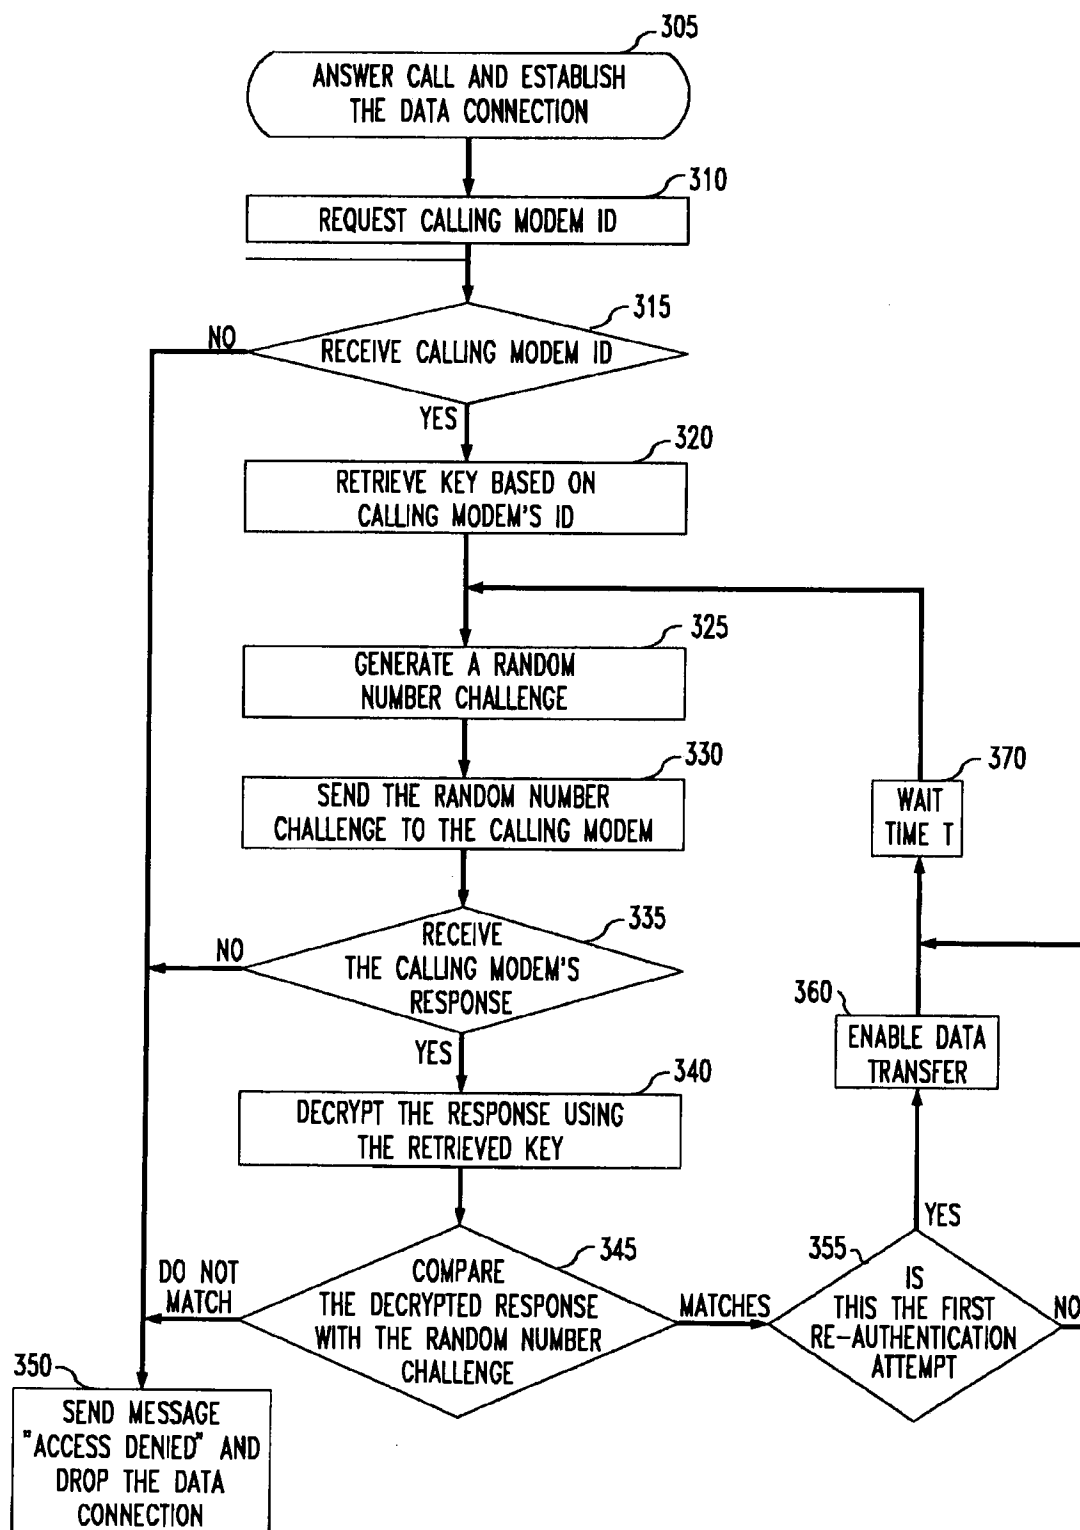 305
ANSWER CALL AND ESTABLISH
THE DATA CONNECTION
310
REQUEST CALLING MODEM ID
315
NO
RECEIVE CALLING MODEM ID
YES
320
RETRIEVE KEY BASED ON
CALLING MODEM'S ID
325
GENERATE A RANDOM
NUMBER CHALLENGE
330
SEND THE RANDOM NUMBER
CHALLENGE TO THE CALLING MODEM
370
WAIT
TIME T
335
NO
RECEIVE
THE CALLING MODEM'S
RESPONSE
YES
360
ENABLE DATA
TRANSFER
340
DECRYPT THE RESPONSE USING
THE RETRIEVED KEY
345
DO NOT
MATCH
COMPARE
THE DECRYPTED RESPONSE
WITH THE RANDOM NUMBER
CHALLENGE
MATCHES
YES
355
IS
THIS THE FIRST
RE-AUTHENTICATION
ATTEMPT
NO
350
SEND MESSAGE
"ACCESS DENIED" AND
DROP THE DATA
CONNECTION